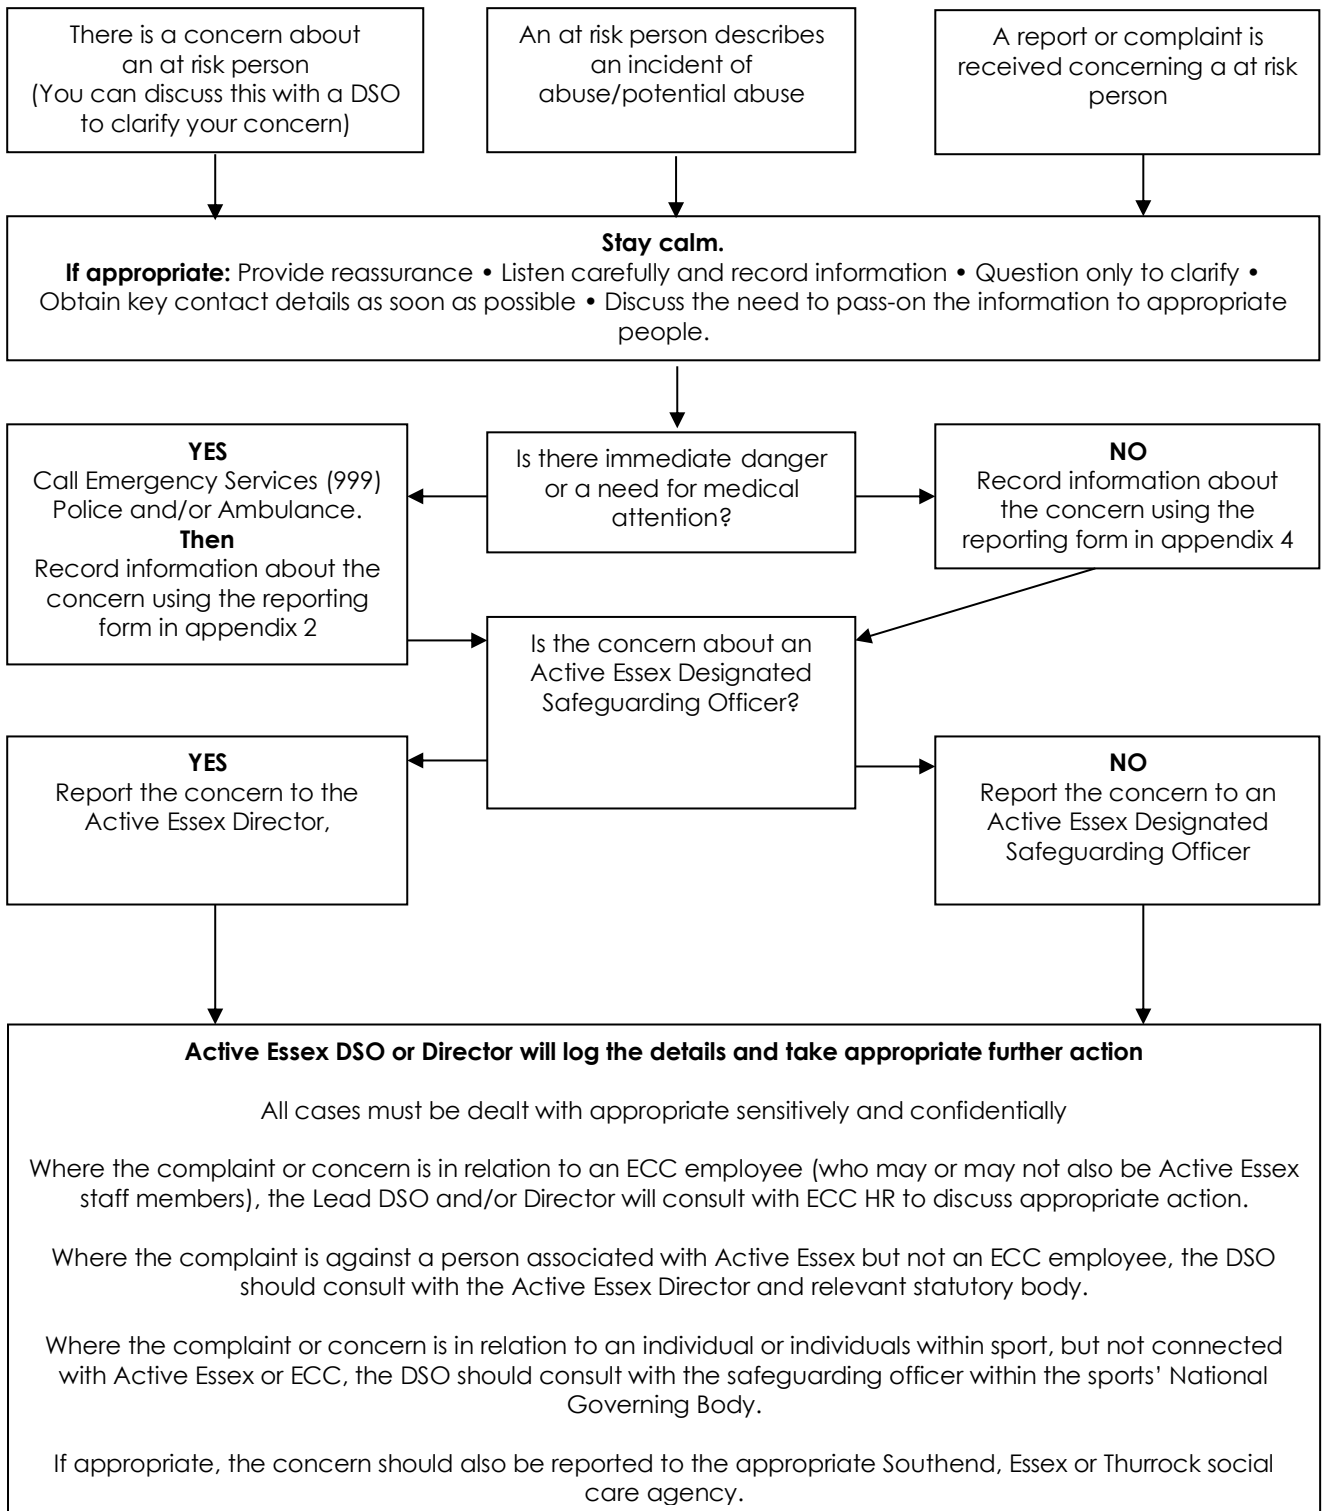 There is a concern about
an at risk person
(You can discuss this with a DSO
to clarify your concern)
An at risk person describes
an incident of
abuse/potential abuse
A report or complaint is
received concerning a at risk
person
Stay calm.
If appropriate: Provide reassurance • Listen carefully and record information • Question only to clarify •
Obtain key contact details as soon as possible • Discuss the need to pass-on the information to appropriate
people.
YES
Call Emergency Services (999)
Police and/or Ambulance.
Then
Record information about the
concern using the reporting
form in appendix 2
Is there immediate danger
or a need for medical
attention?
NO
Record information about
the concern using the
reporting form in appendix 4
Is the concern about an
Active Essex Designated
Safeguarding Officer?
YES
Report the concern to the
Active Essex Director,
NO
Report the concern to an
Active Essex Designated
Safeguarding Officer
Active Essex DSO or Director will log the details and take appropriate further action
All cases must be dealt with appropriate sensitively and confidentially
Where the complaint or concern is in relation to an ECC employee (who may or may not also be Active Essex
staff members), the Lead DSO and/or Director will consult with ECC HR to discuss appropriate action.
Where the complaint is against a person associated with Active Essex but not an ECC employee, the DSO
should consult with the Active Essex Director and relevant statutory body.
Where the complaint or concern is in relation to an individual or individuals within sport, but not connected
with Active Essex or ECC, the DSO should consult with the safeguarding officer within the sports' National
Governing Body.
If appropriate, the concern should also be reported to the appropriate Southend, Essex or Thurrock social
care agency.